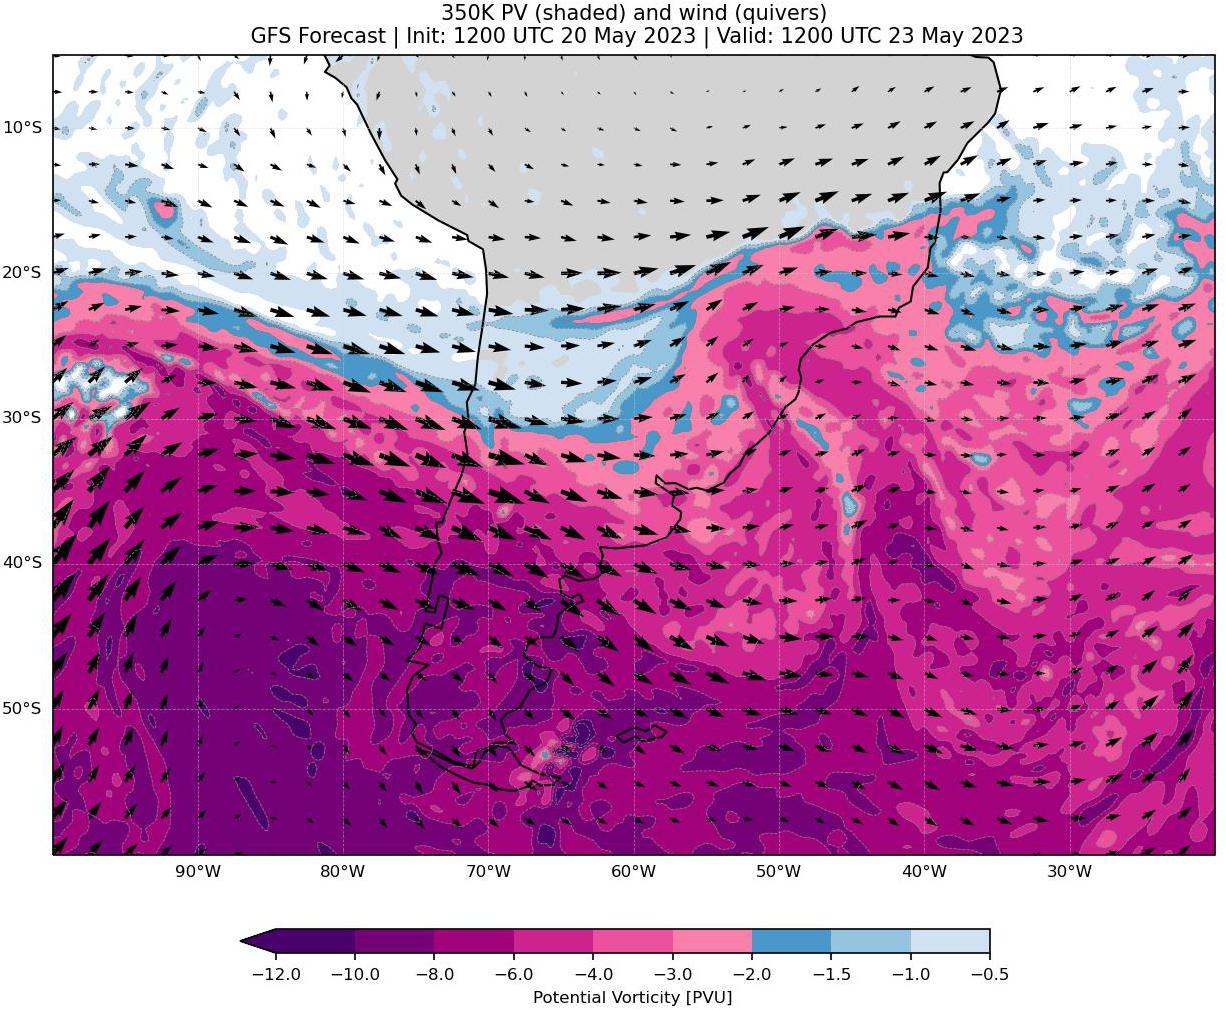 350K PV (shaded) and wind (quivers)
GFS Forecast | Init: 1200 UTC 20 May 2023 | Valid: 1200 UTC 23 May 2023
10°S
20°S
30°S
40°S
50°S
90°W 80°W 70°W 60°W 50°W 40°W 30°W
−12.0 −10.0 −8.0 −6.0 −4.0 −3.0 −2.0 −1.5 −1.0 −0.5
Potential Vorticity [PVU]